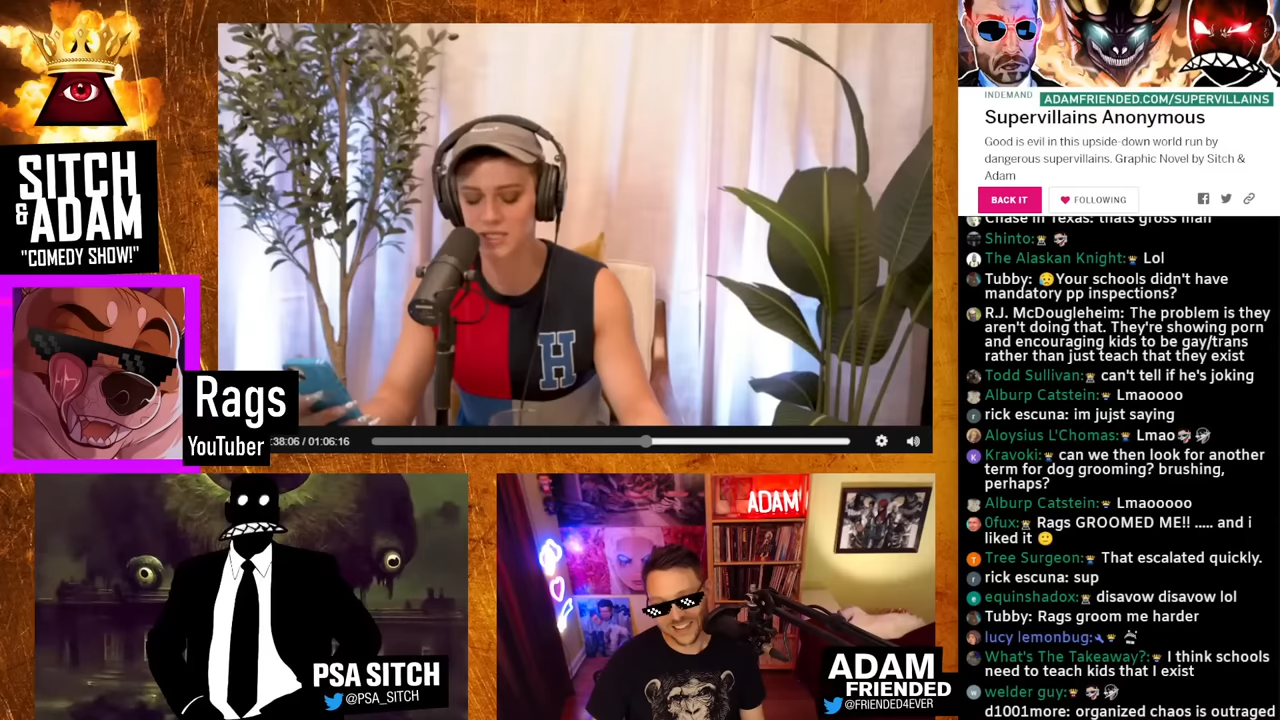 SITCH
& ADAM
"COMEDY SHOW!"
H
Rags
YouTuber
:38:06 / 01:06:16
PSA SITCH
@PSA_SITCH
ADAM
ADAM
FRIENDED
@FRIENDED4EVER
INDEMAND
ADAMFRIENDED.COM/SUPERVILLAINS
Supervillains Anonymous
Good is evil in this upside-down world run by
dangerous supervillains. Graphic Novel by Sitch &
Adam
BACK IT
FOLLOWING
Chase in Texas: thats gross man
Shinto:
The Alaskan Knight: Lol
Tubby: 😥Your schools didn't have
mandatory pp inspections?
R.J. McDougleheim: The problem is they
aren't doing that. They're showing porn
and encouraging kids to be gay/trans
rather than just teach that they exist
Todd Sullivan: can't tell if he's joking
Alburp Catstein: Lmaoooo
rick escuna: im jujst saying
Aloysius L'Chomas: Lmao
Kravoki: can we then look for another
term for dog grooming? brushing,
perhaps?
Alburp Catstein: Lmaooooo
0fux: Rags GROOMED ME!! ..... and i
liked it 🙂
Tree Surgeon: That escalated quickly.
rick escuna: sup
equinshadox: disavow disavow lol
Tubby: Rags groom me harder
lucy lemonbug:
What's The Takeaway?: I think schools
need to teach kids that I exist
welder guy:
d1001more: organized chaos is outraged